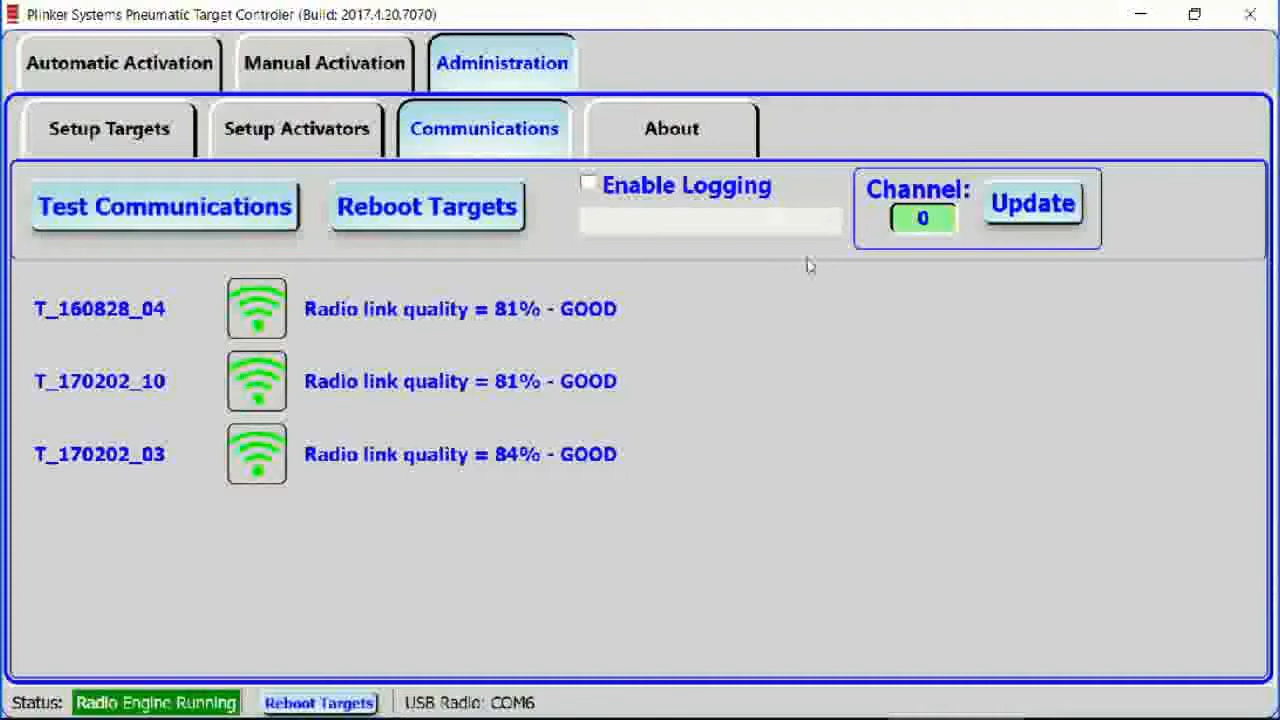 Plinker Systems Pneumatic Target Controler (Build: 2017.4.20.7070)
Automatic Activation Manual Activation Administration
Setup Targets Setup Activators Communications About
Test Communications Reboot Targets Enable Logging Channel: 0 Update
T_160828_04 Radio link quality = 81% - GOOD
T_170202_10 Radio link quality = 81% - GOOD
T_170202_03 Radio link quality = 84% - GOOD
Status: Radio Engine Running Reboot Targets USB Radio: COM6